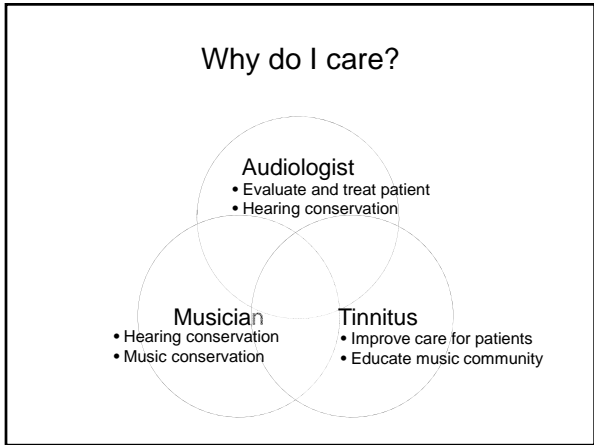 Why do I care?
Audiologist
• Evaluate and treat patient
• Hearing conservation
Musician
• Hearing conservation
• Music conservation
Tinnitus
• Improve care for patients
• Educate music community